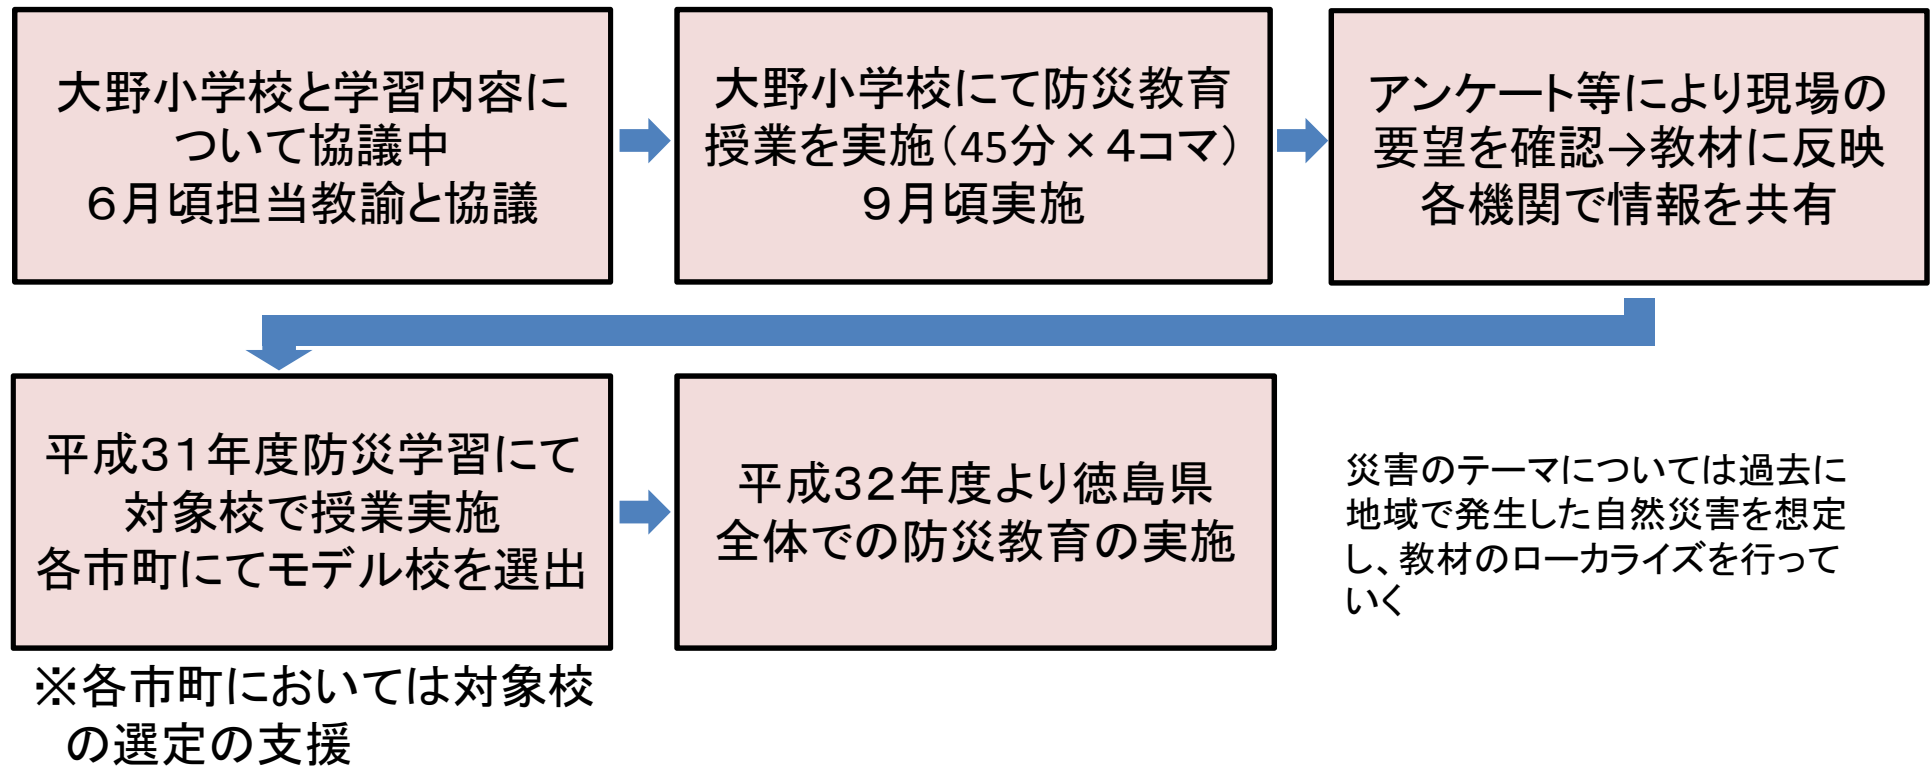 大野小学校と学習内容に
ついて協議中
６月頃担当教諭と協議
大野小学校にて防災教育
授業を実施（45分×４コマ）
９月頃実施
アンケート等により現場の
要望を確認→教材に反映
各機関で情報を共有
平成３１年度防災学習にて
対象校で授業実施
各市町にてモデル校を選出
平成３２年度より徳島県
全体での防災教育の実施
災害のテーマについては過去に
地域で発生した自然災害を想定
し、教材のローカライズを行って
いく
※各市町においては対象校
の選定の支援